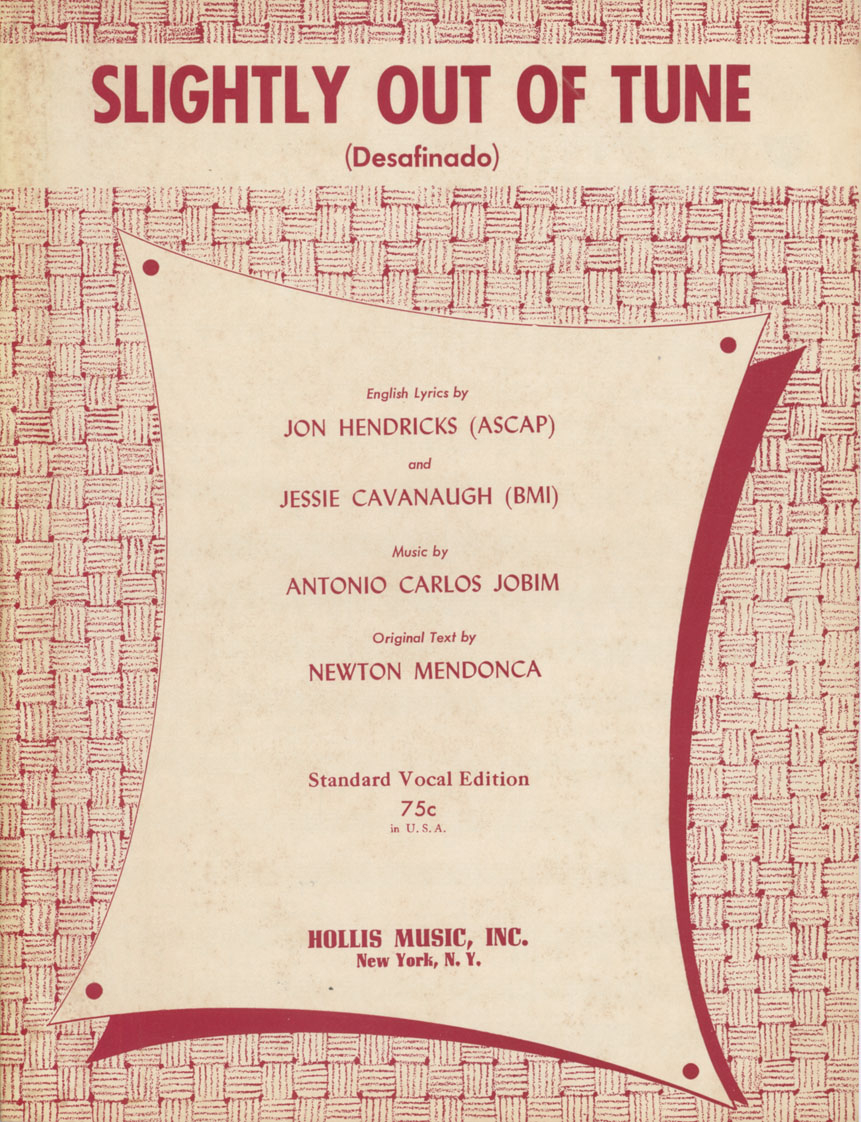 SLIGHTLY OUT OF TUNE
(Desafinado)
English Lyrics by
JON HENDRICKS (ASCAP)
and
JESSIE CAVANAUGH (BMI)
Music by
ANTONIO CARLOS JOBIM
Original Text by
NEWTON MENDONCA
Standard Vocal Edition
75c
in U. S. A.
HOLLIS MUSIC, INC.
New York, N. Y.